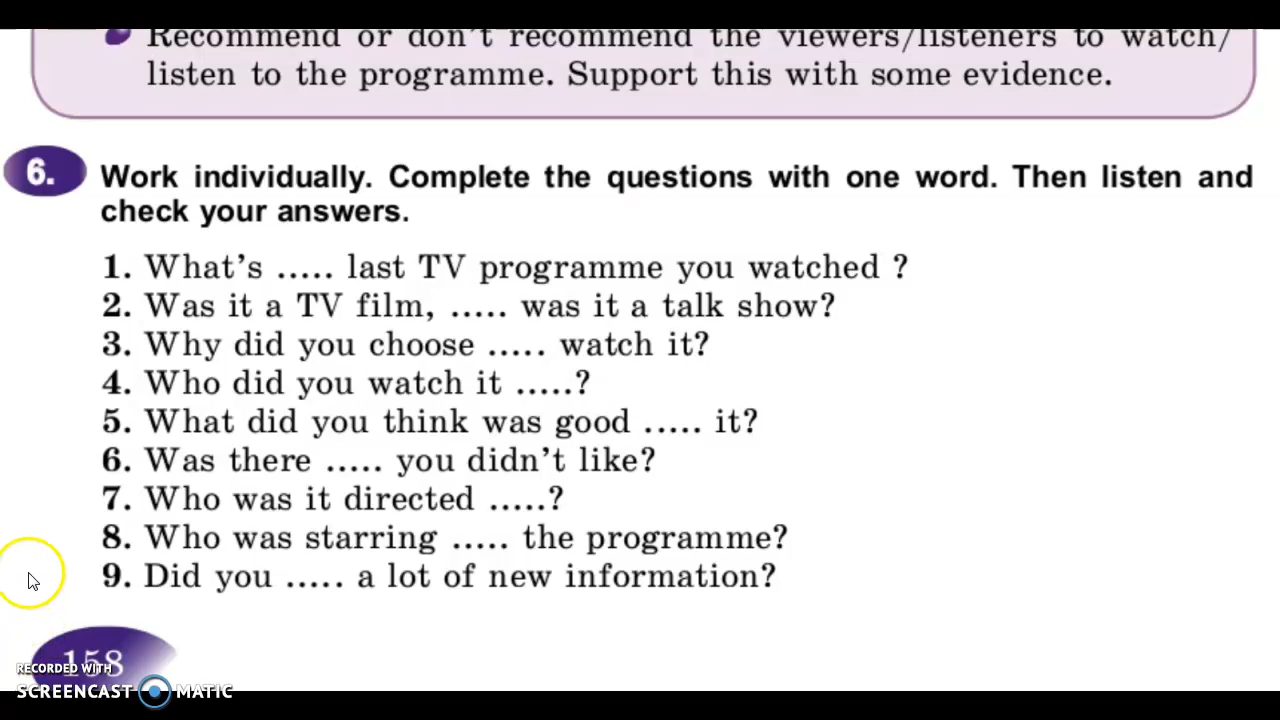 Recommend or don't recommend the viewers/listeners to watch/
listen to the programme. Support this with some evidence.
6. Work individually. Complete the questions with one word. Then listen and
check your answers.
1. What's ..... last TV programme you watched ?
2. Was it a TV film, ..... was it a talk show?
3. Why did you choose ..... watch it?
4. Who did you watch it .....?
5. What did you think was good ..... it?
6. Was there ..... you didn't like?
7. Who was it directed .....?
8. Who was starring ..... the programme?
9. Did you ..... a lot of new information?
158
RECORDED WITH
SCREENCAST MATIC